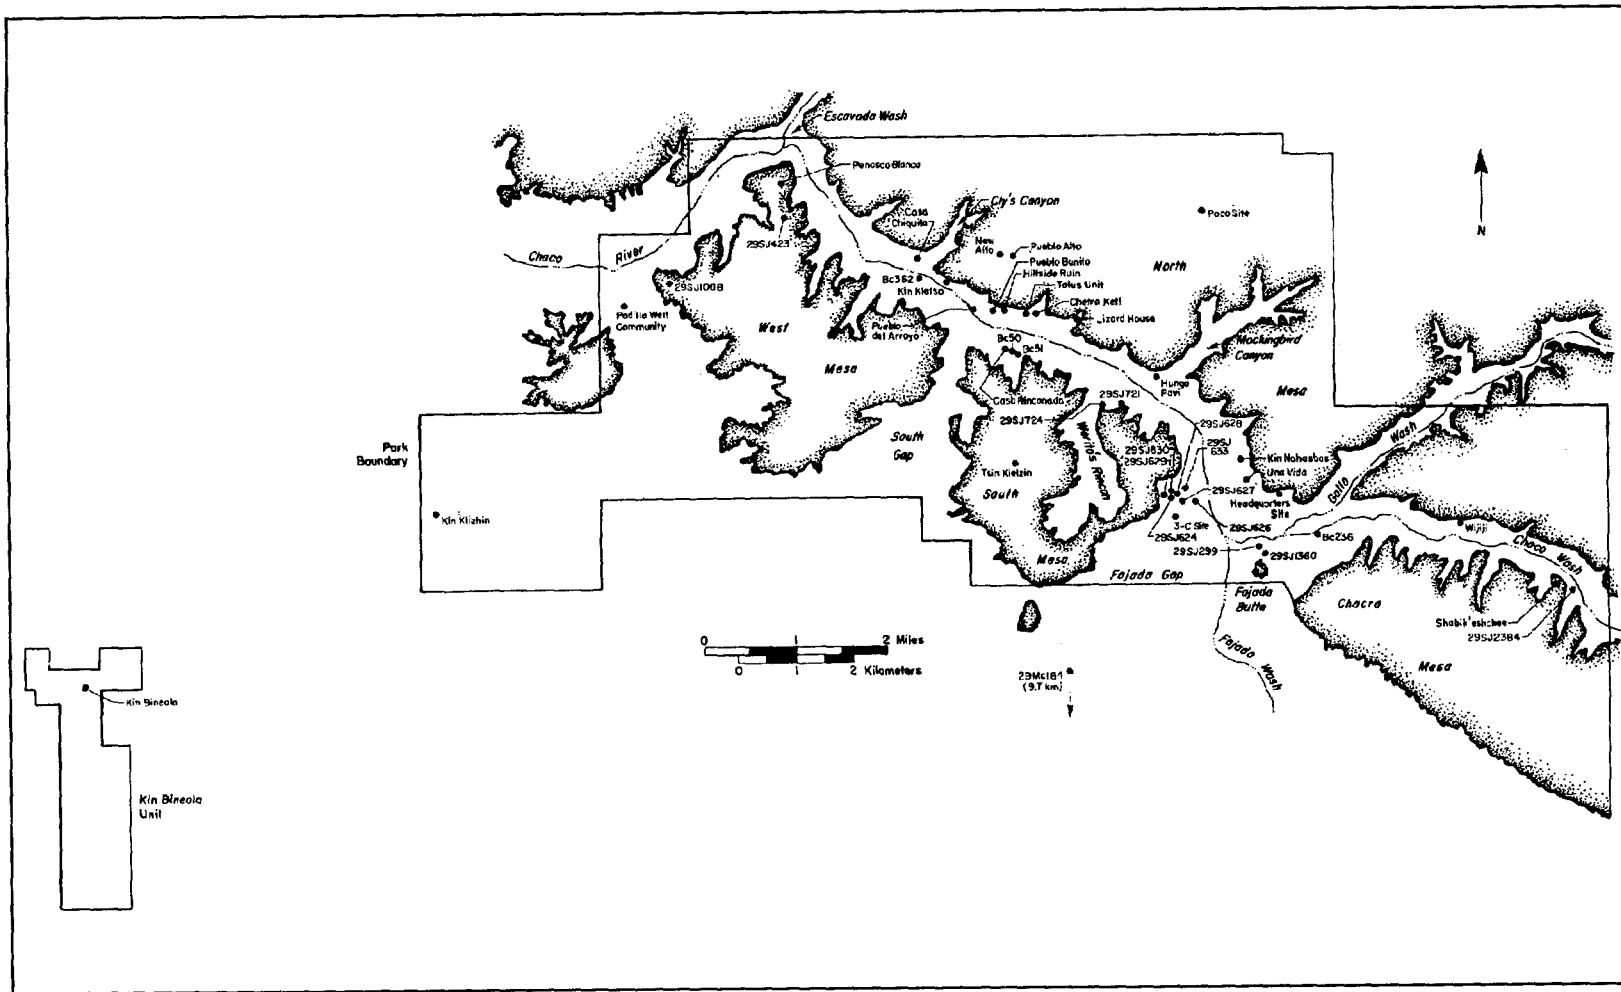 Escavada Wash
Penasco Blanco
Casa
Chiquita
Cly's Canyon
Poco Site
N
29SJ423
New
Alto
Pueblo Alto
Pueblo Bonito
Hillside Ruin
Talus Unit
North
Chaco
River
29SJ1088
Bc362
Kin Kletso
Chetro Ketl
Lizard House
Padilla Well
Community
West
Pueblo
del Arroyo
Mockingbird
Canyon
Bc50
Bc51
Mesa
Hungo
Pavi
Mesa
Casa Rinconada
29SJ721
29SJ724
29SJ628
Park
Boundary
South
Gap
Werito's Rincon
29SJ630
29SJ629
29SJ
633
Wash
Kin Nahasbas
Una Vida
Tsin Kletzin
South
29SJ627
Gallo
Headquarters
Site
Kin Klizhin
3-C Site
29SJ626
29SJ624
Bc236
Wijiji
Chaco Wash
29SJ299
29SJ1360
Mesa
Fajada Gap
Fajada
Butte
Chacra
Shabik'eshchee
29SJ2384
0
1
2 Miles
0
1
2 Kilometers
Fajada Wash
Mesa
29Mc184
(9.7 km)
Kin Bineola
Kin Bineola
Unit